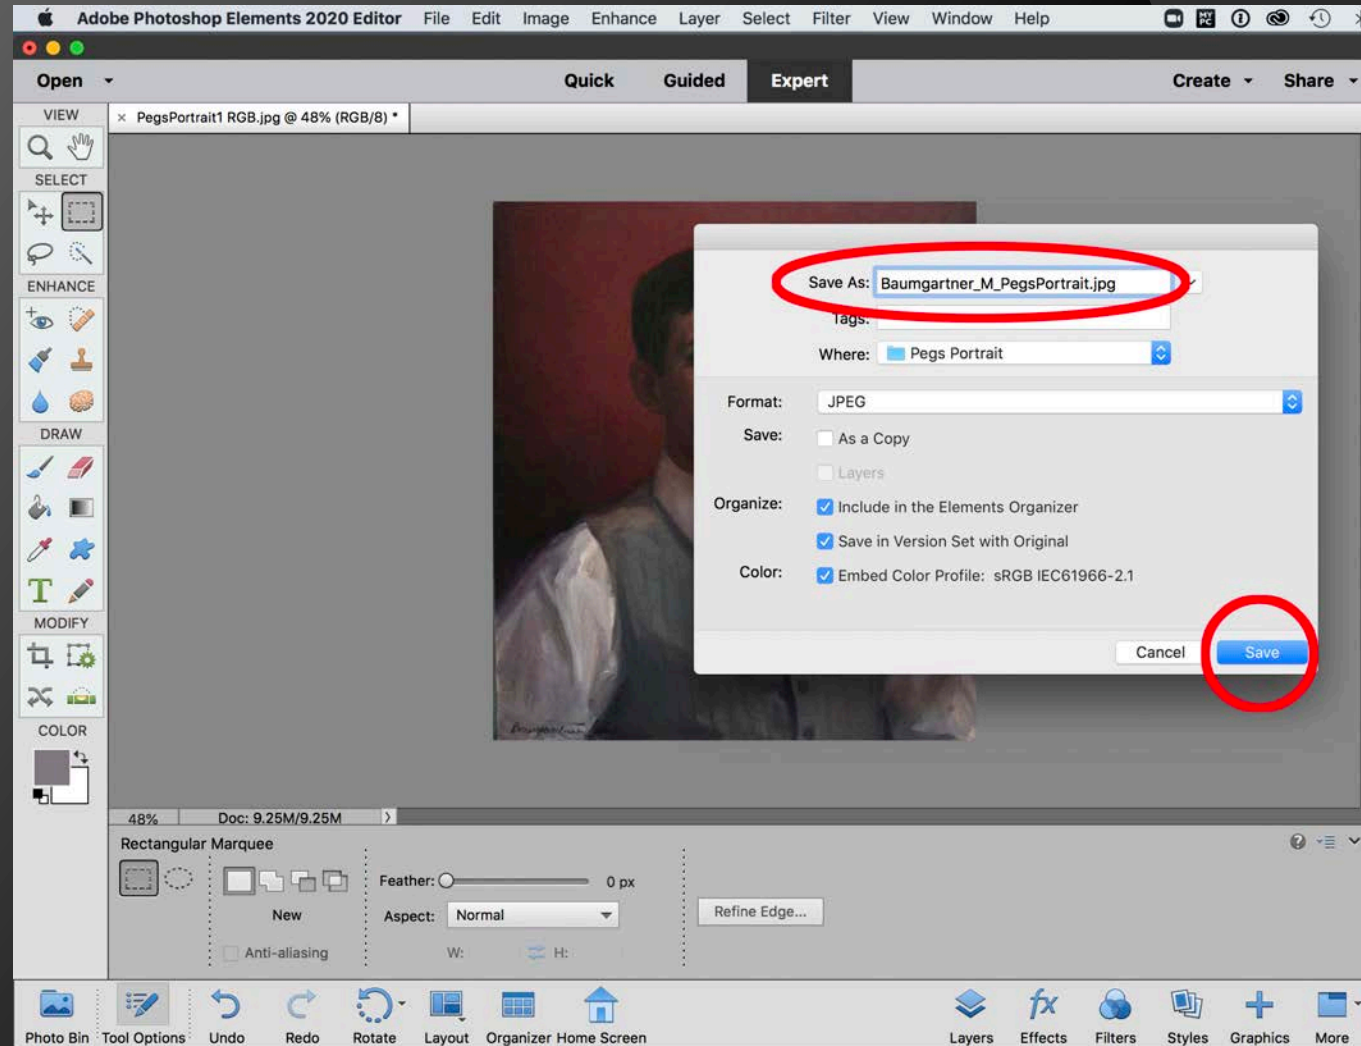 Adobe Photoshop Elements 2020 Editor File Edit Image Enhance Layer Select Filter View Window Help
Open Quick Guided Expert Create Share
VIEW × PegsPortrait1 RGB.jpg @ 48% (RGB/8) *
SELECT
ENHANCE
DRAW
T
MODIFY
COLOR
Save As: Baumgartner_M_PegsPortrait.jpg
Tags:
Where: Pegs Portrait
Format: JPEG
Save: As a Copy
Layers
Organize: Include in the Elements Organizer
Save in Version Set with Original
Color: Embed Color Profile: sRGB IEC61966-2.1
Cancel Save
48% Doc: 9.25M/9.25M
Rectangular Marquee
Feather: 0 px
New Aspect: Normal Refine Edge...
Anti-aliasing W: H:
Photo Bin Tool Options Undo Redo Rotate Layout Organizer Home Screen Layers Effects Filters Styles Graphics More